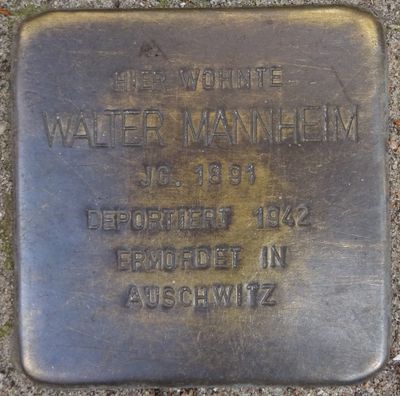 HIER WOHNTE
WALTER MANNHEIM
JG. 1891
DEPORTIERT 1942
ERMORDET IN
AUSCHWITZ